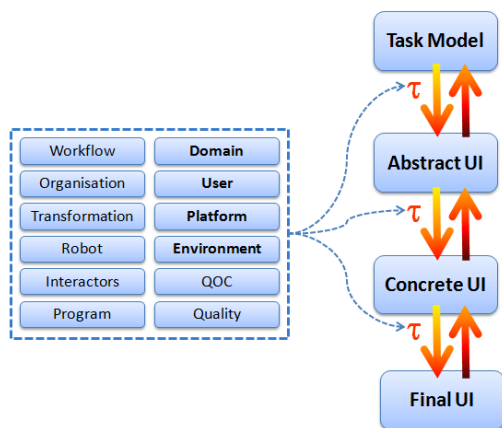 Task Model
τ
Abstract UI
τ
Concrete UI
τ
Final UI
Workflow
Domain
Organisation
User
Transformation
Platform
Robot
Environment
Interactors
QOC
Program
Quality